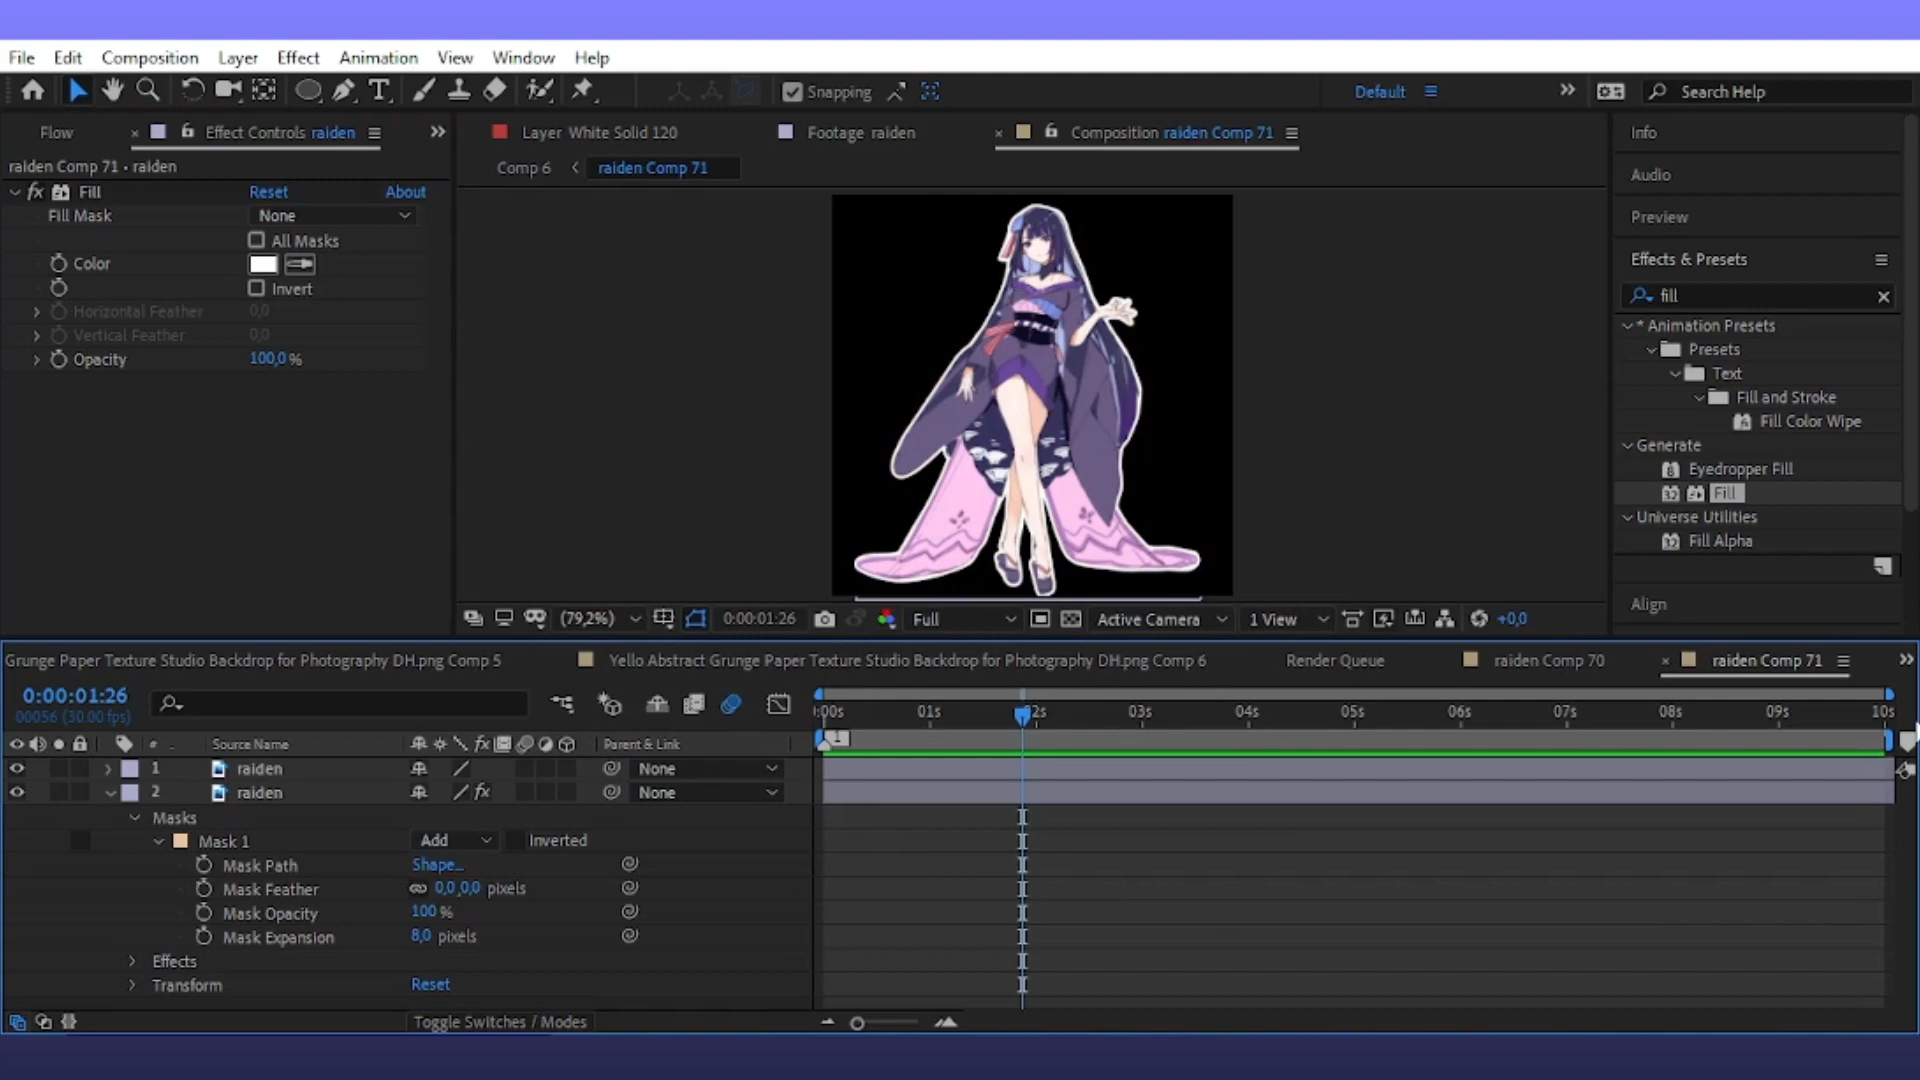 File Edit Composition Layer Effect Animation View Window Help
Snapping
Default
Search Help
Flow
× Effect Controls raiden
Layer White Solid 120
Footage raiden
× Composition raiden Comp 71
raiden Comp 71 • raiden
Comp 6 < raiden Comp 71
fx Fill Reset About
Fill Mask None
All Masks
Color
Invert
Horizontal Feather 0,0
Vertical Feather 0,0
Opacity 100,0 %
Info
Audio
Preview
Effects & Presets
fill
* Animation Presets
Presets
Text
Fill and Stroke
Fill Color Wipe
Generate
Eyedropper Fill
Fill
Universe Utilities
Fill Alpha
Align
(79,2%) 0:00:01:26 Full Active Camera 1 View +0,0
Grunge Paper Texture Studio Backdrop for Photography DH.png Comp 5
Yello Abstract Grunge Paper Texture Studio Backdrop for Photography DH.png Comp 6
Render Queue
raiden Comp 70
× raiden Comp 71
0:00:01:26
00056 (30.00 fps)
:00s 01s 02s 03s 04s 05s 06s 07s 08s 09s 10s
# Source Name fx Parent & Link
1
1 raiden None
2 raiden fx None
Masks
Mask 1 Add Inverted
Mask Path Shape...
Mask Feather 0,0,0,0 pixels
Mask Opacity 100 %
Mask Expansion 8,0 pixels
Effects
Transform Reset
Toggle Switches / Modes